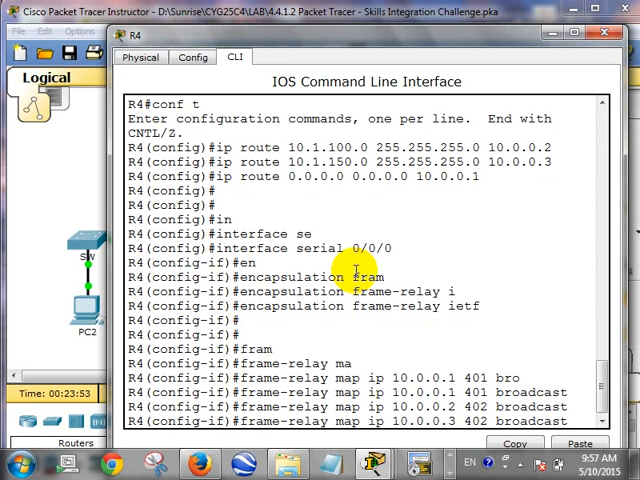 Cisco Packet Tracer Instructor - D:\Sunrise\CYG25C4\LAB\4.4.1.2 Packet Tracer - Skills Integration Challenge.pka
File Edit Options
R4
Physical Config CLI
Logical
IOS Command Line Interface
R4#conf t
Enter configuration commands, one per line.  End with
CNTL/Z.
R4(config)#ip route 10.1.100.0 255.255.255.0 10.0.0.2
R4(config)#ip route 10.1.150.0 255.255.255.0 10.0.0.3
R4(config)#ip route 0.0.0.0 0.0.0.0 10.0.0.1
R4(config)#
R4(config)#
R4(config)#in
R4(config)#interface se
R4(config)#interface serial 0/0/0
R4(config-if)#en
R4(config-if)#encapsulation fram
R4(config-if)#encapsulation frame-relay i
R4(config-if)#encapsulation frame-relay ietf
R4(config-if)#
R4(config-if)#
R4(config-if)#fram
R4(config-if)#frame-relay ma
R4(config-if)#frame-relay map ip 10.0.0.1 401 bro
R4(config-if)#frame-relay map ip 10.0.0.1 401 broadcast
R4(config-if)#frame-relay map ip 10.0.0.2 402 broadcast
R4(config-if)#frame-relay map ip 10.0.0.3 402 broadcast
SW
PC2
Time: 00:23:53
Routers
Copy Paste
EN
9:57 AM
5/10/2015